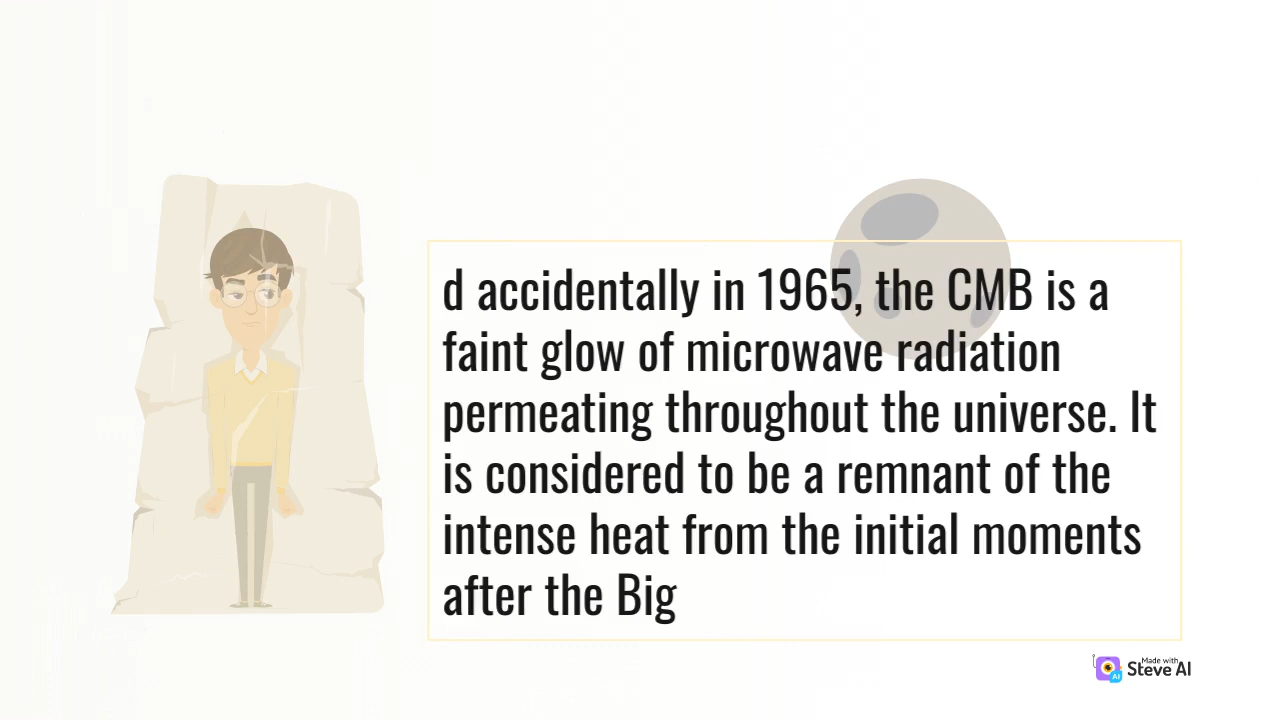 d accidentally in 1965, the CMB is a
faint glow of microwave radiation
permeating throughout the universe. It
is considered to be a remnant of the
intense heat from the initial moments
after the Big
Made with
Steve AI